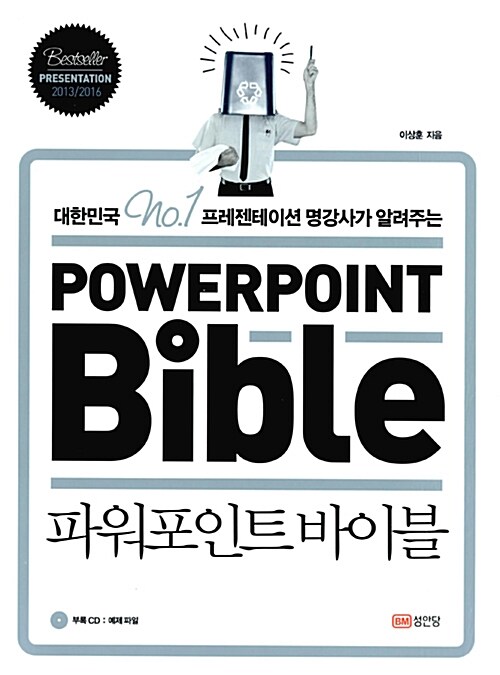 Bestseller
PRESENTATION
2013/2016
이상훈 지음
대한민국 No.1 프레젠테이션 명강사가 알려주는
POWERPOINT
Bible
파워포인트 바이블
부록 CD : 예제 파일
BM 성안당